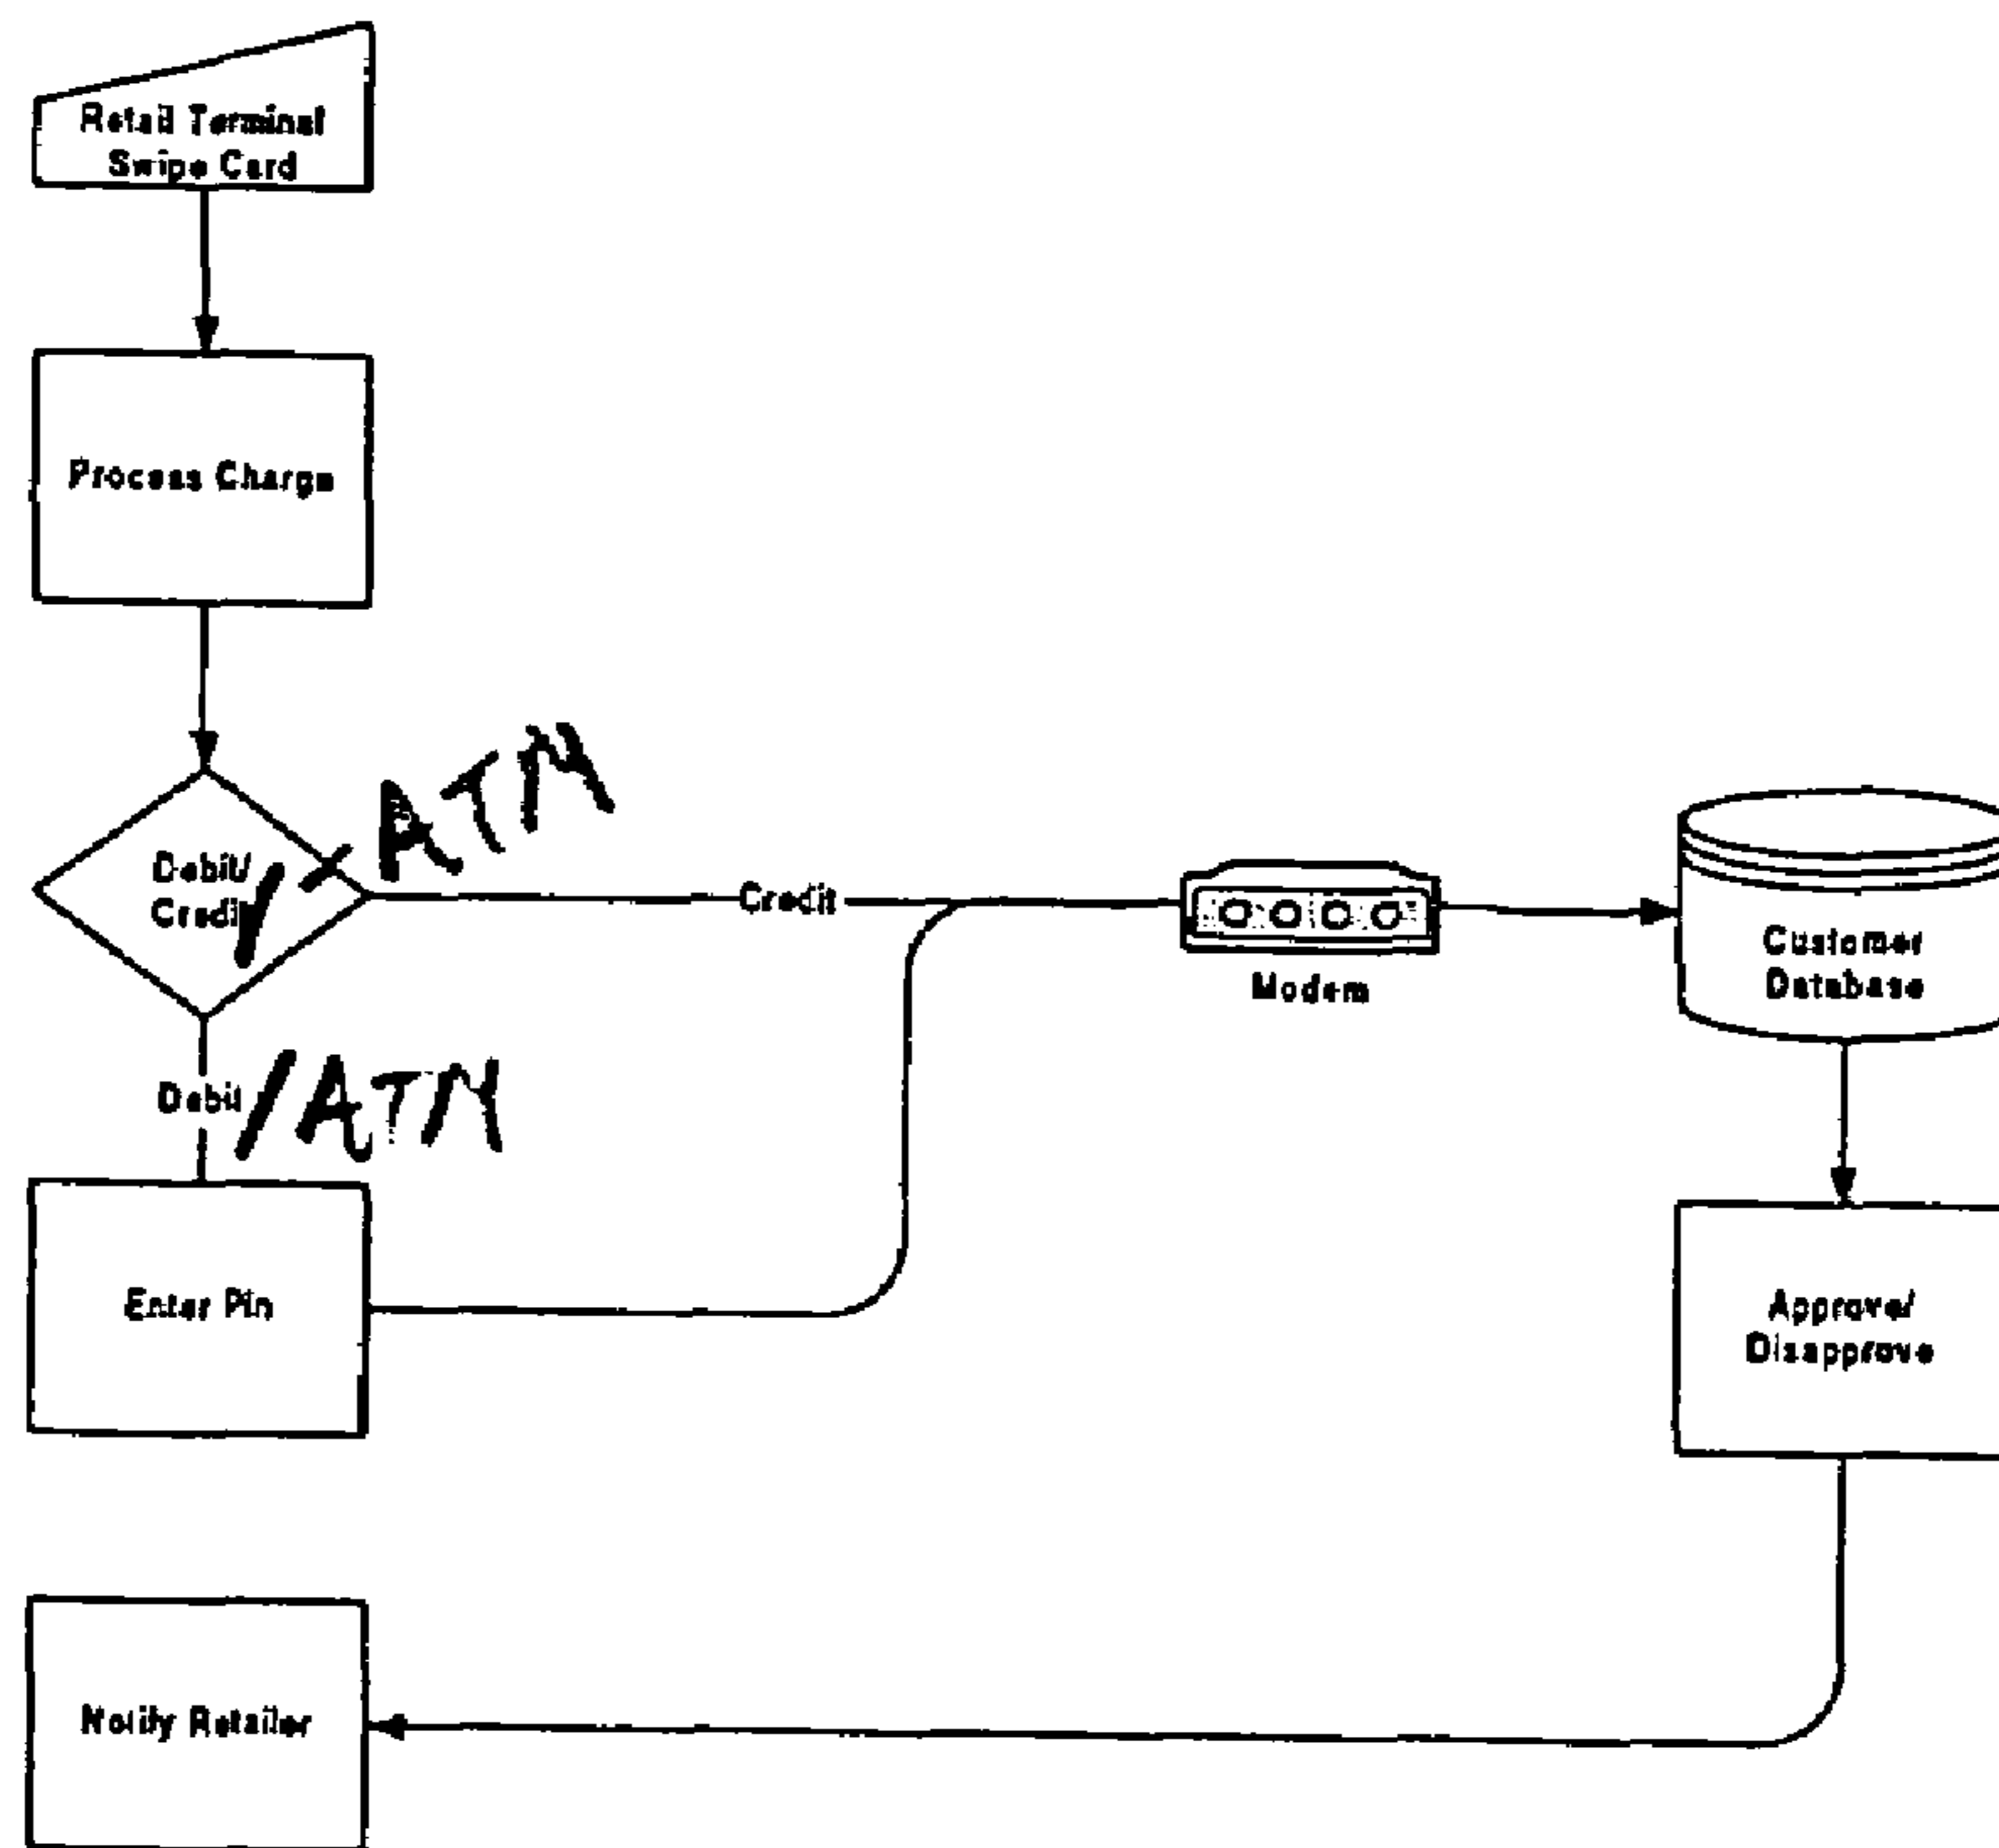 Retail Terminal
Swipe Card
Process Charge
Debit/
Credit
/
- ATM
Credit
Modem
Customer
Database
Debit
/ATM
Enter Pin
Approve/
Disapprove
Notify Retailer